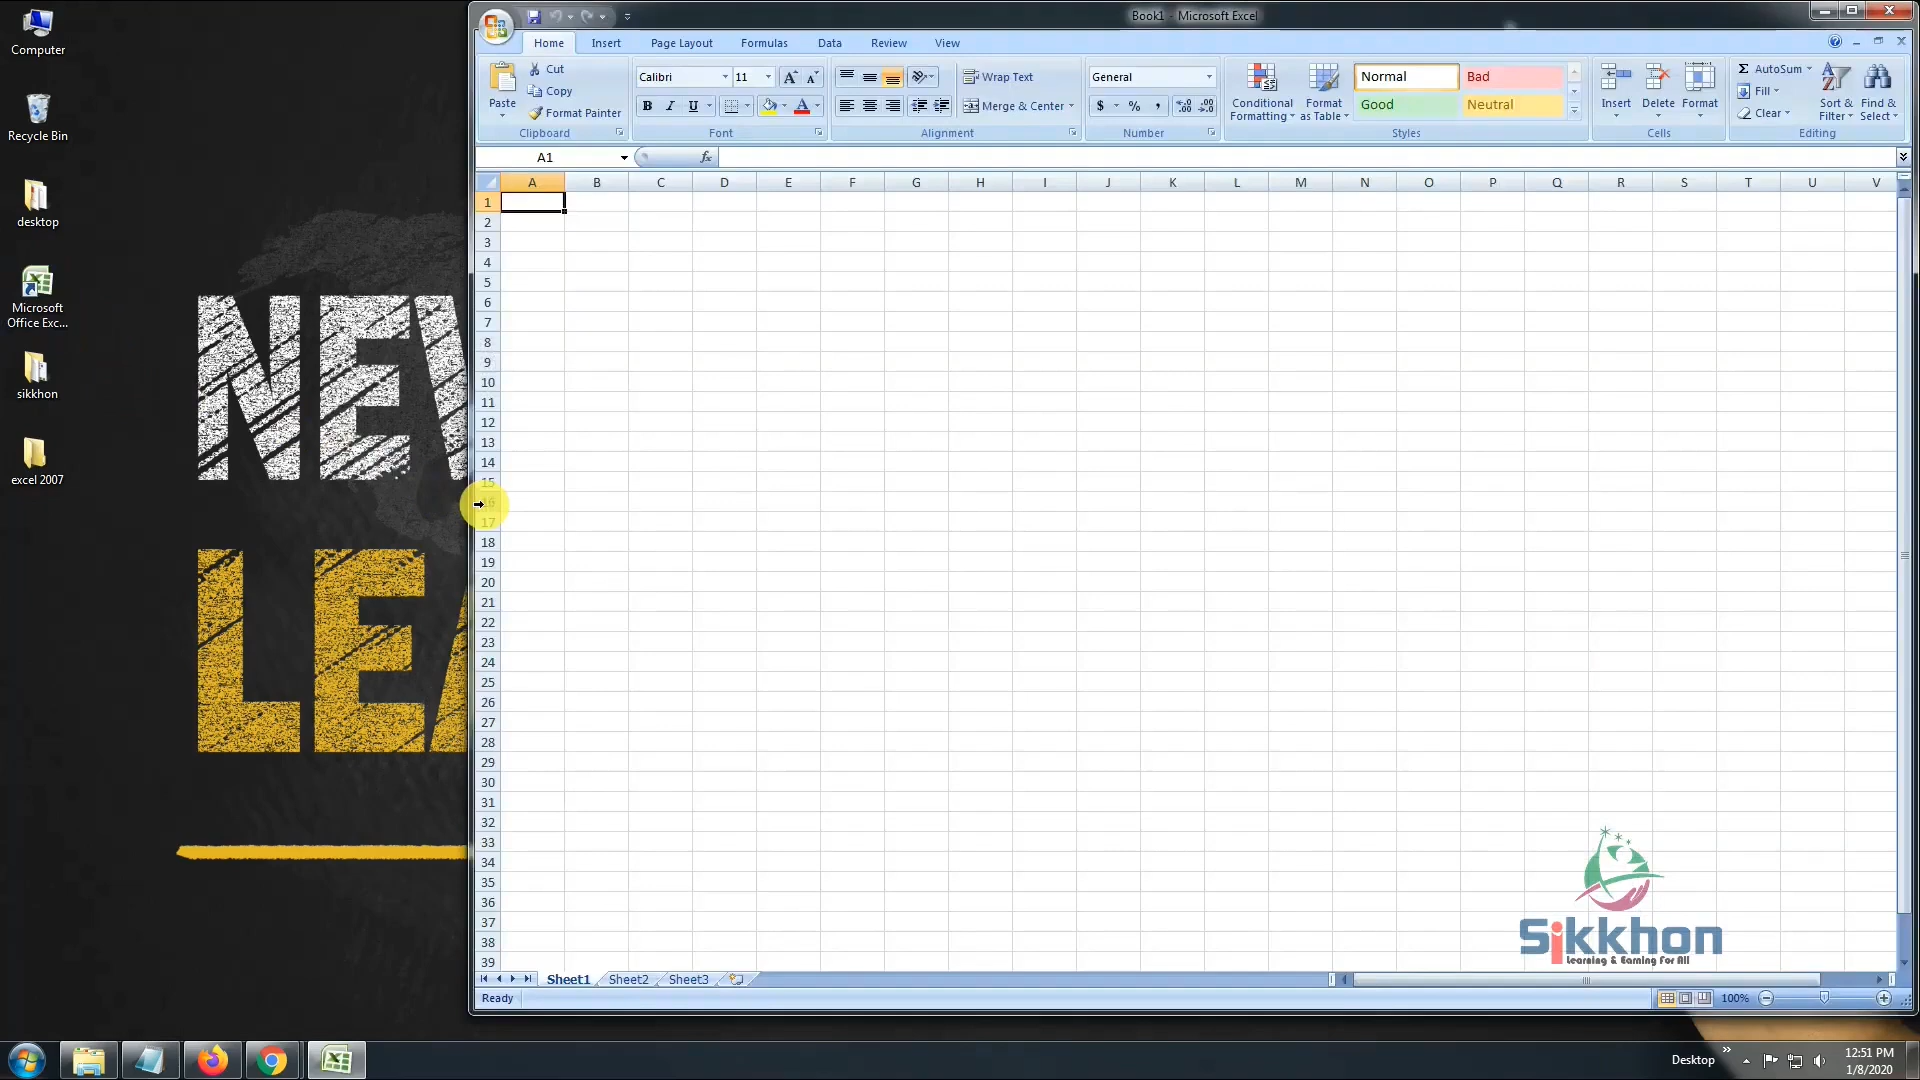 Computer
Recycle Bin
desktop
Microsoft
Office Exc...
sikkhon
excel 2007
Book1 - Microsoft Excel
Home Insert Page Layout Formulas Data Review View
Paste
Cut
Copy
Format Painter
Clipboard
Calibri 11
B I U A
Font
Wrap Text
Merge & Center
Alignment
General
$ % ,
Number
Conditional
Formatting
Format
as Table
Normal Bad
Good Neutral
Styles
Insert Delete Format
Cells
Σ AutoSum
Fill
Clear
Sort &
Filter
Find &
Select
Editing
A1 fx
A B C D E F G H I J K L M N O P Q R S T U V
1
2
3
4
5
6
7
8
9
10
11
12
13
14
15
16
17
18
19
20
21
22
23
24
25
26
27
28
29
30
31
32
33
34
35
36
37
38
39
Sikkhon
Learning & Earning For All
Sheet1 Sheet2 Sheet3
Ready 100%
Desktop
12:51 PM
1/8/2020